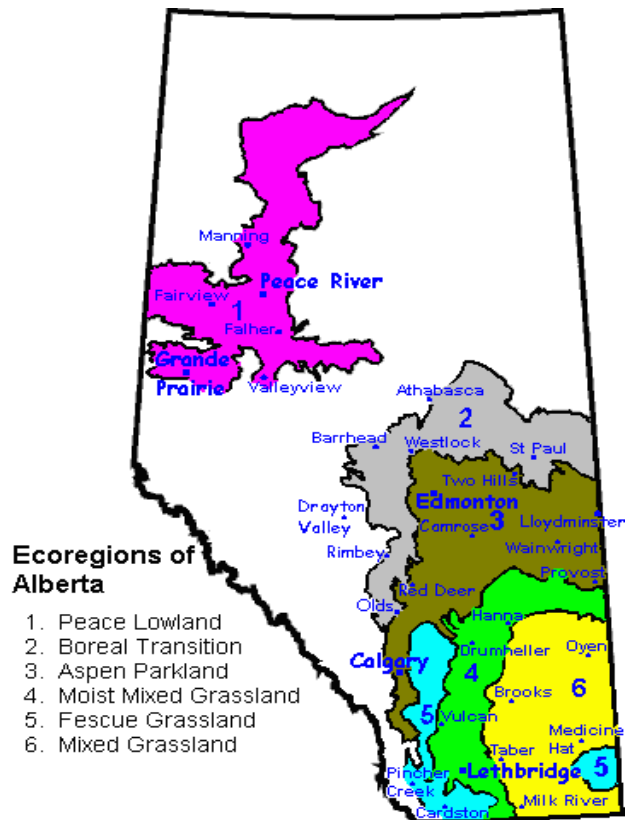 Manning
Peace River
Fairview
1
Falher
Grande
Prairie
Valleyview
Athabasca
2
Barrhead
Westlock
St Paul
Two Hills
Edmonton
Drayton
Valley
3
Lloydminster
Camrose
Wainwright
Rimbey
Provost
Red Deer
Olds
Hanna
Drumheller
Oyen
Calgary
4
6
Brooks
5
Vulcan
Medicine
Hat
Taber
Pincher
Creek
Lethbridge
5
Milk River
Cardston
Ecoregions of
Alberta
1. Peace Lowland
2. Boreal Transition
3. Aspen Parkland
4. Moist Mixed Grassland
5. Fescue Grassland
6. Mixed Grassland